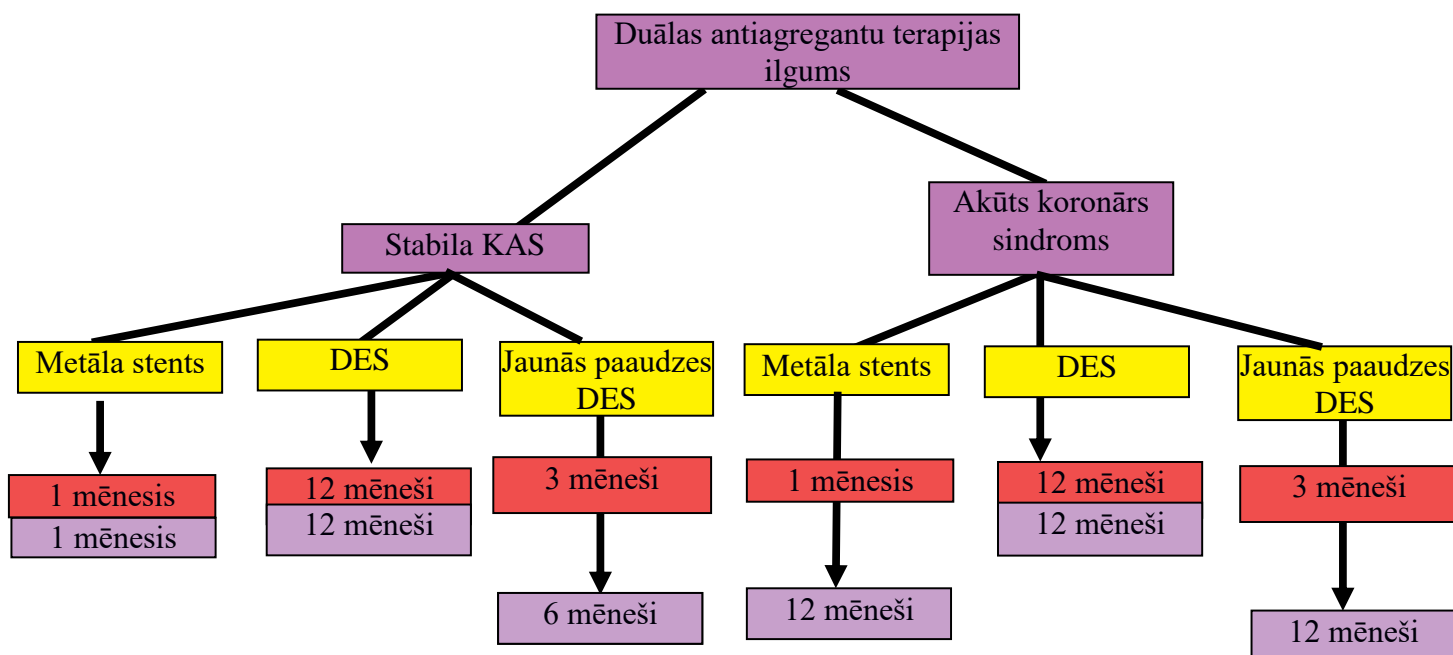 Duālas antiagregantu terapijas
ilgums
Stabila KAS
Akūts koronārs
sindroms
Metāla stents
DES
Jaunās paaudzes
DES
Metāla stents
DES
Jaunās paaudzes
DES
1 mēnesis
1 mēnesis
12 mēneši
12 mēneši
3 mēneši
6 mēneši
1 mēnesis
12 mēneši
12 mēneši
12 mēneši
3 mēneši
12 mēneši